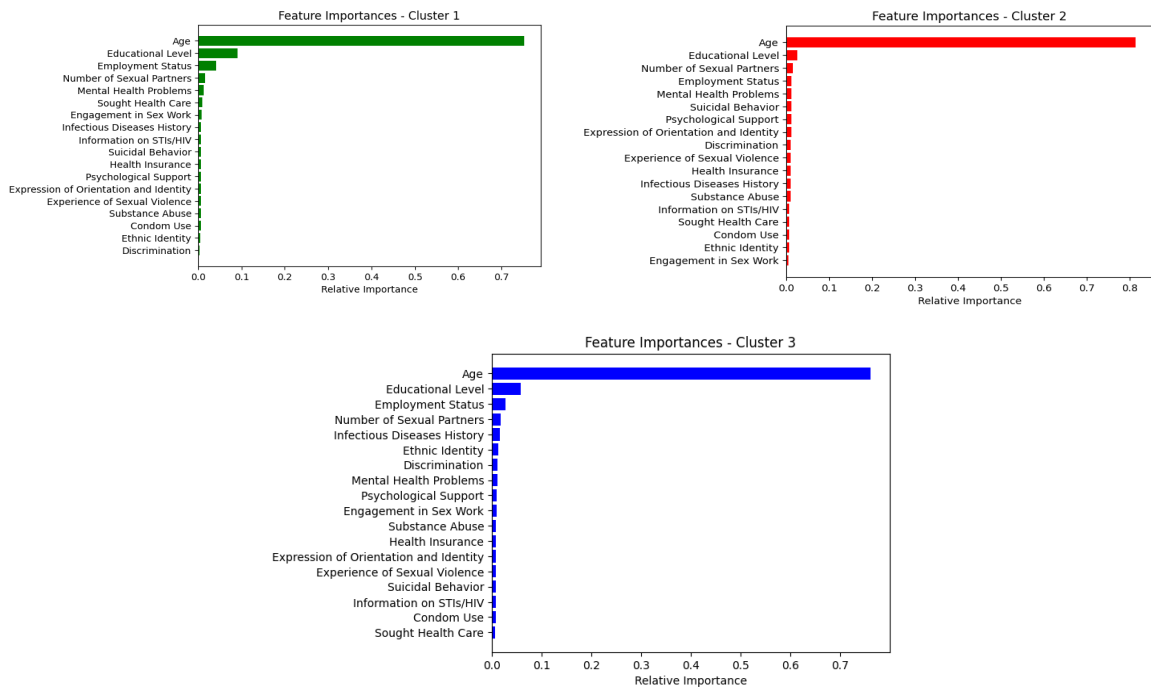 Feature Importances - Cluster 1
Age
Educational Level
Employment Status
Number of Sexual Partners
Mental Health Problems
Sought Health Care
Engagement in Sex Work
Infectious Diseases History
Information on STIs/HIV
Suicidal Behavior
Health Insurance
Psychological Support
Expression of Orientation and Identity
Experience of Sexual Violence
Substance Abuse
Condom Use
Ethnic Identity
Discrimination
0.0 0.1 0.2 0.3 0.4 0.5 0.6 0.7
Relative Importance
Feature Importances - Cluster 2
Age
Educational Level
Number of Sexual Partners
Employment Status
Mental Health Problems
Suicidal Behavior
Psychological Support
Expression of Orientation and Identity
Discrimination
Experience of Sexual Violence
Health Insurance
Infectious Diseases History
Substance Abuse
Information on STIs/HIV
Sought Health Care
Condom Use
Ethnic Identity
Engagement in Sex Work
0.0 0.1 0.2 0.3 0.4 0.5 0.6 0.7 0.8
Relative Importance
Feature Importances - Cluster 3
Age
Educational Level
Employment Status
Number of Sexual Partners
Infectious Diseases History
Ethnic Identity
Discrimination
Mental Health Problems
Psychological Support
Engagement in Sex Work
Substance Abuse
Health Insurance
Expression of Orientation and Identity
Experience of Sexual Violence
Suicidal Behavior
Information on STIs/HIV
Condom Use
Sought Health Care
0.0 0.1 0.2 0.3 0.4 0.5 0.6 0.7
Relative Importance